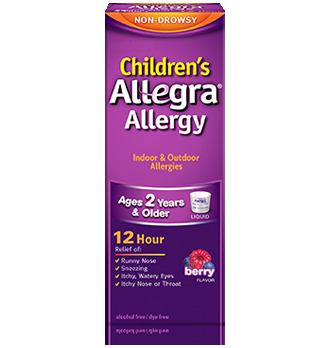 NON-DROWSY
Children's
Allegra®
Allergy
Indoor & Outdoor
Allergies
Ages 2 Years
& Older
LIQUID
12 Hour
Relief of:
✓ Runny Nose
✓ Sneezing
✓ Itchy, Watery Eyes
✓ Itchy Nose or Throat
berry
FLAVOR
alcohol free/dye free